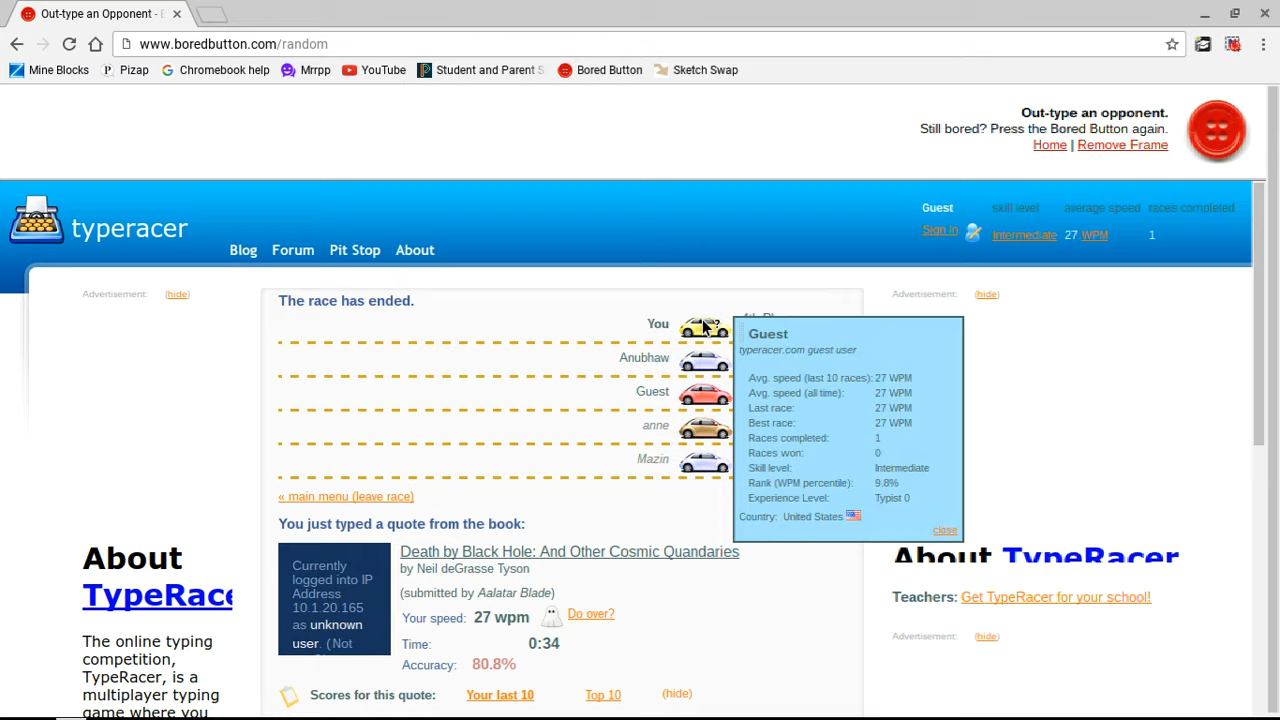 Out-type an Opponent - B
www.boredbutton.com/random
Mine Blocks
Pizap
Chromebook help
Mrrpp
YouTube
Student and Parent S
Bored Button
Sketch Swap
Out-type an opponent.
Still bored? Press the Bored Button again.
Home | Remove Frame
typeracer
Blog Forum Pit Stop About
Guest skill level average speed races completed
Sign In Intermediate 27 WPM 1
Advertisement: (hide)
The race has ended.
Advertisement: (hide)
You
Anubhaw
Guest
anne
Mazin
Guest
typeracer.com guest user
Avg. speed (last 10 races): 27 WPM
Avg. speed (all time): 27 WPM
Last race: 27 WPM
Best race: 27 WPM
Races completed: 1
Races won: 0
Skill level: Intermediate
Rank (WPM percentile): 9.8%
Experience Level: Typist 0
Country: United States
close
« main menu (leave race)
You just typed a quote from the book:
Currently
logged into IP
Address
10.1.20.165
as unknown
user. (Not
Death by Black Hole: And Other Cosmic Quandaries
by Neil deGrasse Tyson
(submitted by Aalatar Blade)
Your speed: 27 wpm Do over?
Time: 0:34
Accuracy: 80.8%
Scores for this quote: Your last 10 Top 10 (hide)
About
TypeRace
The online typing
competition,
TypeRacer, is a
multiplayer typing
game where you
About TypeRacer
Teachers: Get TypeRacer for your school!
Advertisement: (hide)